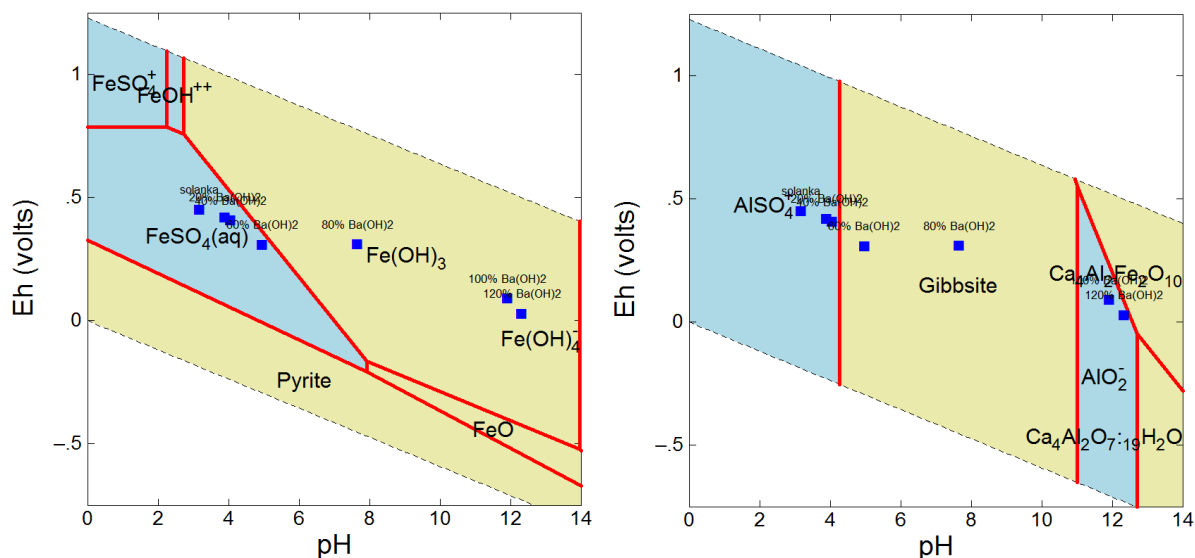 FeSO4+
FeOH++
1
.5
0
–.5
Eh (volts)
solanka
20% Ba(OH)2
40% Ba(OH)2
60% Ba(OH)2
80% Ba(OH)2
100% Ba(OH)2
120% Ba(OH)2
FeSO4(aq)
Fe(OH)3
Fe(OH)4-
Pyrite
FeO
0 2 4 6 8 10 12 14
pH
1
.5
0
–.5
Eh (volts)
solanka
20% Ba(OH)2
40% Ba(OH)2
60% Ba(OH)2
80% Ba(OH)2
AlSO4+
Gibbsite
Ca4Al2Fe2O10
100% Ba(OH)2
120% Ba(OH)2
AlO2-
Ca4Al2O7:19H2O
0 2 4 6 8 10 12 14
pH